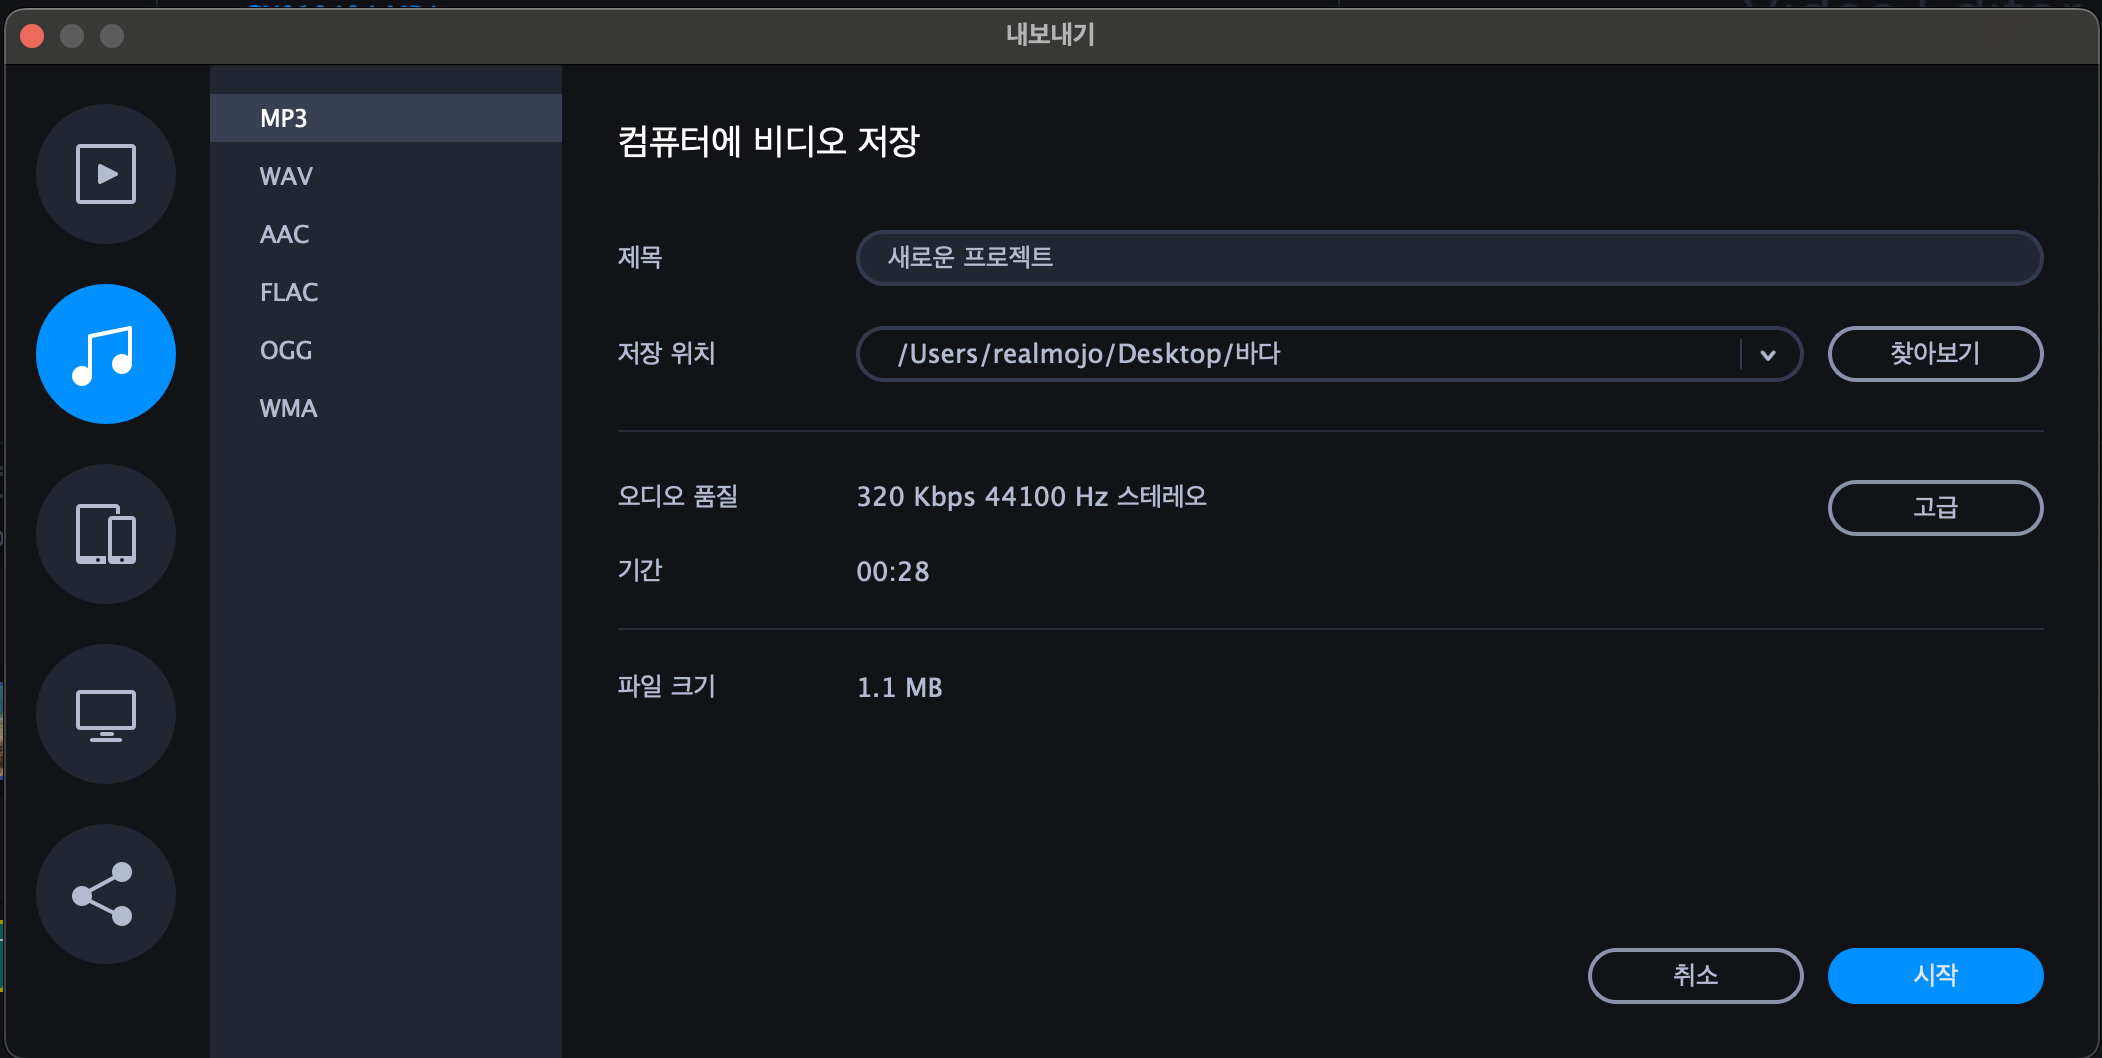 내보내기
MP3
WAV
AAC
FLAC
OGG
WMA
컴퓨터에 비디오 저장
제목
새로운 프로젝트
저장 위치
/Users/realmojo/Desktop/바다
찾아보기
오디오 품질
320 Kbps 44100 Hz 스테레오
고급
기간
00:28
파일 크기
1.1 MB
취소
시작